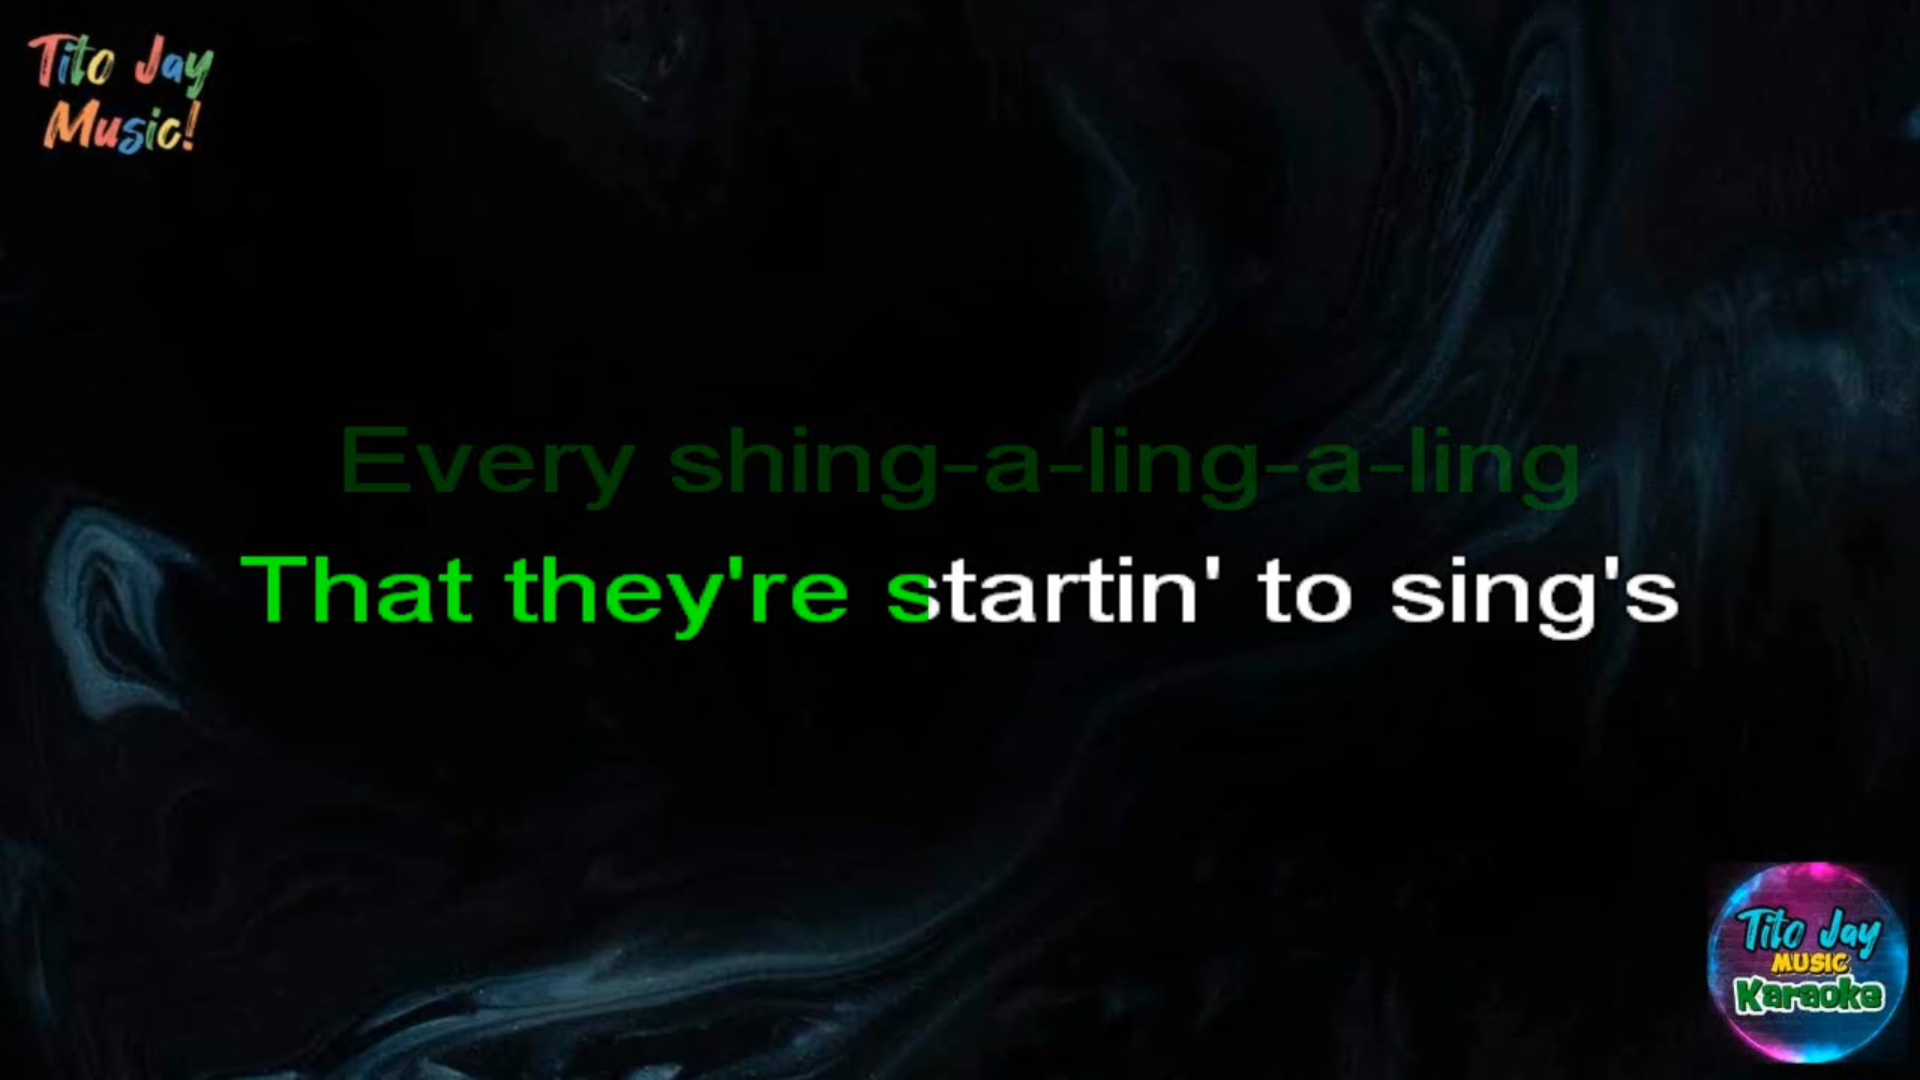 Tito Jay
Music!
Every shing-a-ling-a-ling
That they're startin' to sing's
Tito Jay
MUSIC
Karaoke